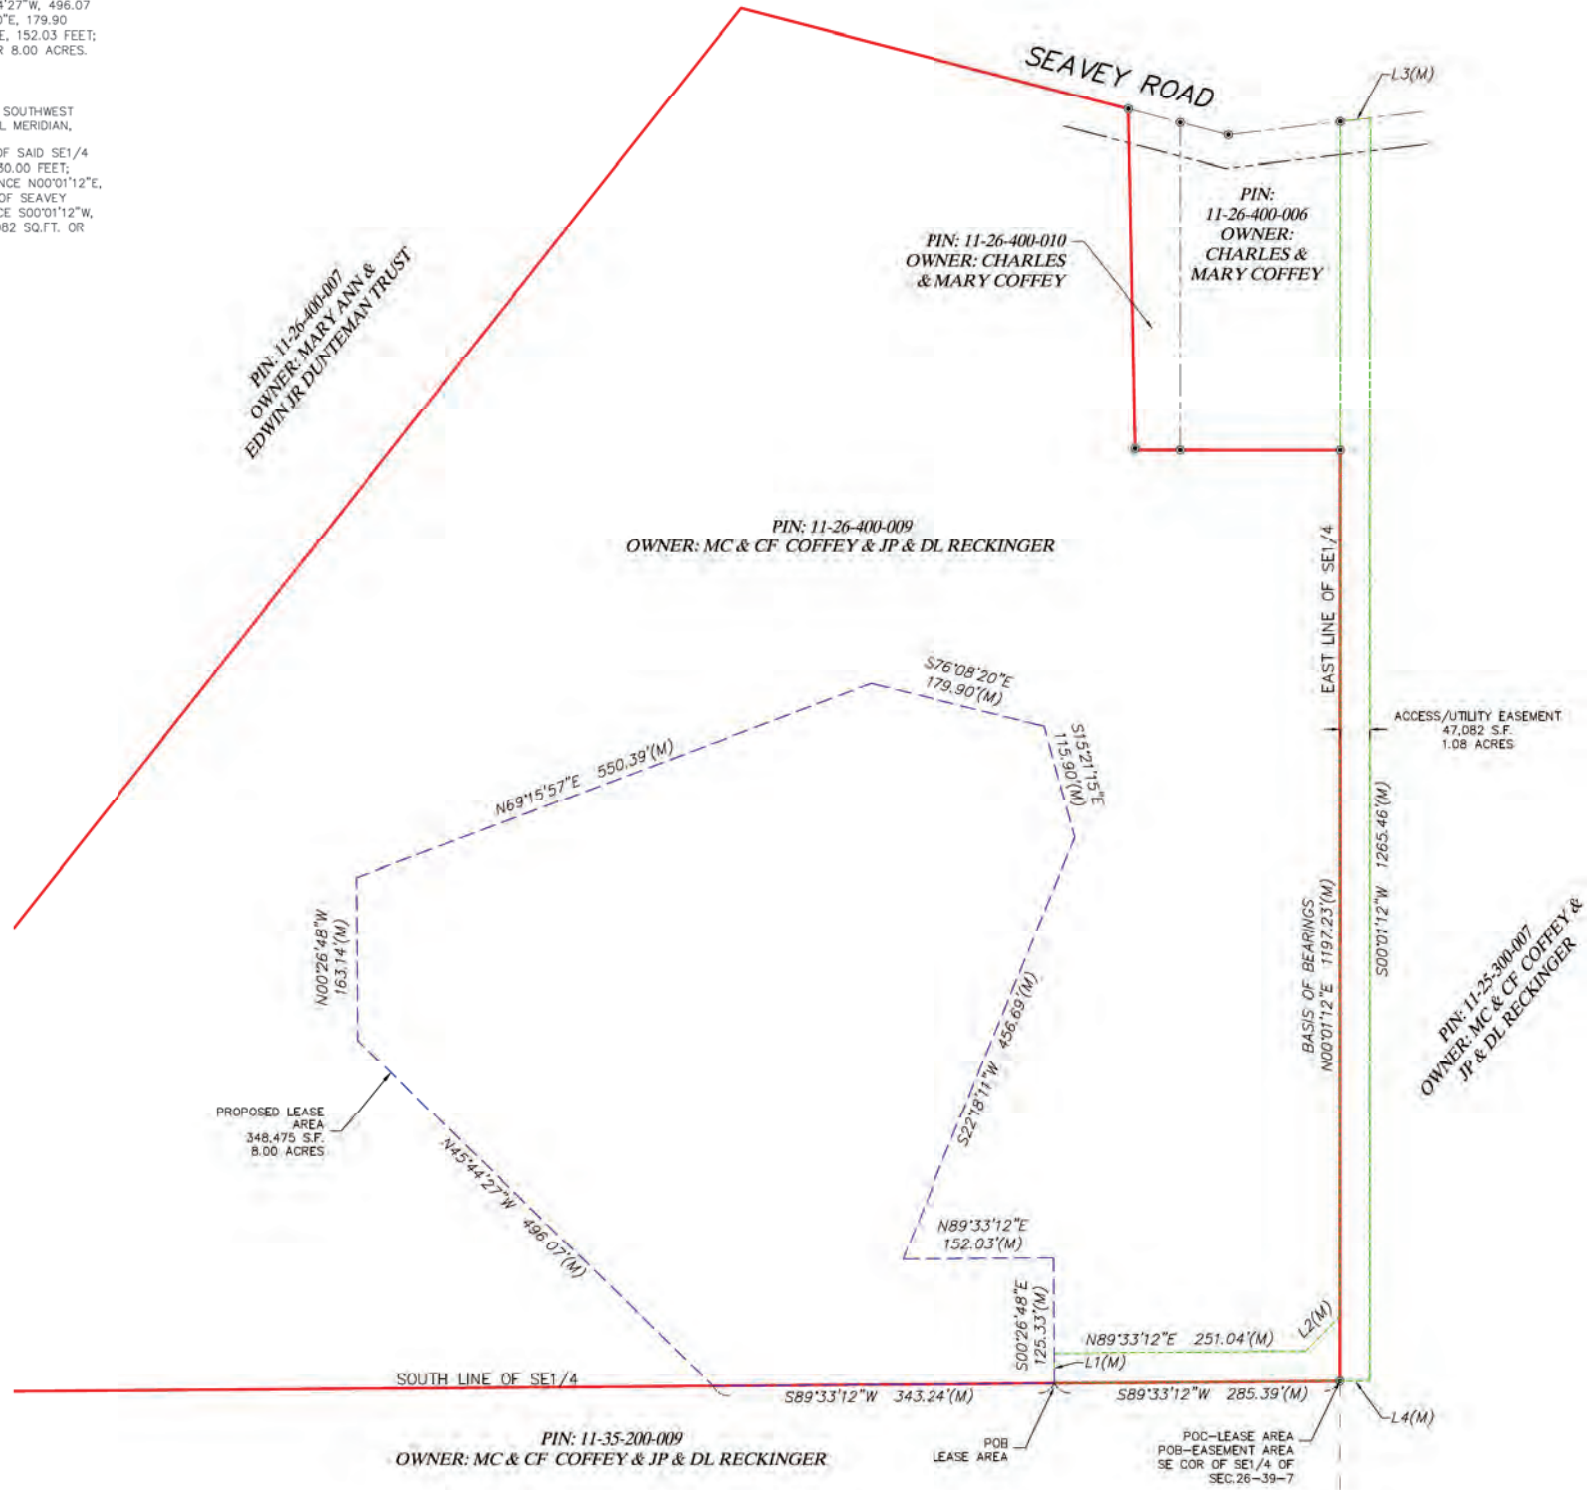 4'27"W, 496.07
0"E, 179.90
E, 152.03 FEET;
R 8.00 ACRES.
SOUTHWEST
L MERIDIAN,
OF SAID SE1/4
30.00 FEET;
NCE N00°01'12"E,
OF SEAVEY
CE S00°01'12"W,
082 SQ.FT. OR
SEAVEY ROAD
L3(M)
PIN:
11-26-400-006
OWNER:
CHARLES &
MARY COFFEY
PIN: 11-26-400-010
OWNER: CHARLES
& MARY COFFEY
PIN: 11-26-400-007
OWNER: MARY ANN &
EDWIN JR DUNTEMAN TRUST
PIN: 11-26-400-009
OWNER: MC & CF COFFEY & JP & DL RECKINGER
EAST LINE OF SE1/4
S76°08'20"E
179.90'(M)
S15°21'15"E
115.90'(M)
N69°15'57"E 550.39'(M)
ACCESS/UTILITY EASEMENT
47,082 S.F.
1.08 ACRES
S00°01'12"W 1265.46'(M)
BASIS OF BEARINGS
N00°01'12"E 1197.23'(M)
N00°26'48"W
163.14'(M)
S22°18'11"W 456.69'(M)
PIN: 11-25-300-007
OWNER: MC & CF COFFEY &
JP & DL RECKINGER
PROPOSED LEASE
AREA
348,475 S.F.
8.00 ACRES
N45°44'27"W 496.07'(M)
N89°33'12"E
152.03'(M)
S00°26'48"E
125.33'(M)
N89°33'12"E 251.04'(M)
L2(M)
L1(M)
SOUTH LINE OF SE1/4
S89°33'12"W 343.24'(M)
S89°33'12"W 285.39'(M)
L4(M)
PIN: 11-35-200-009
OWNER: MC & CF COFFEY & JP & DL RECKINGER
POB
LEASE AREA
POC-LEASE AREA
POB-EASEMENT AREA
SE COR OF SE1/4 OF
SEC.26-39-7